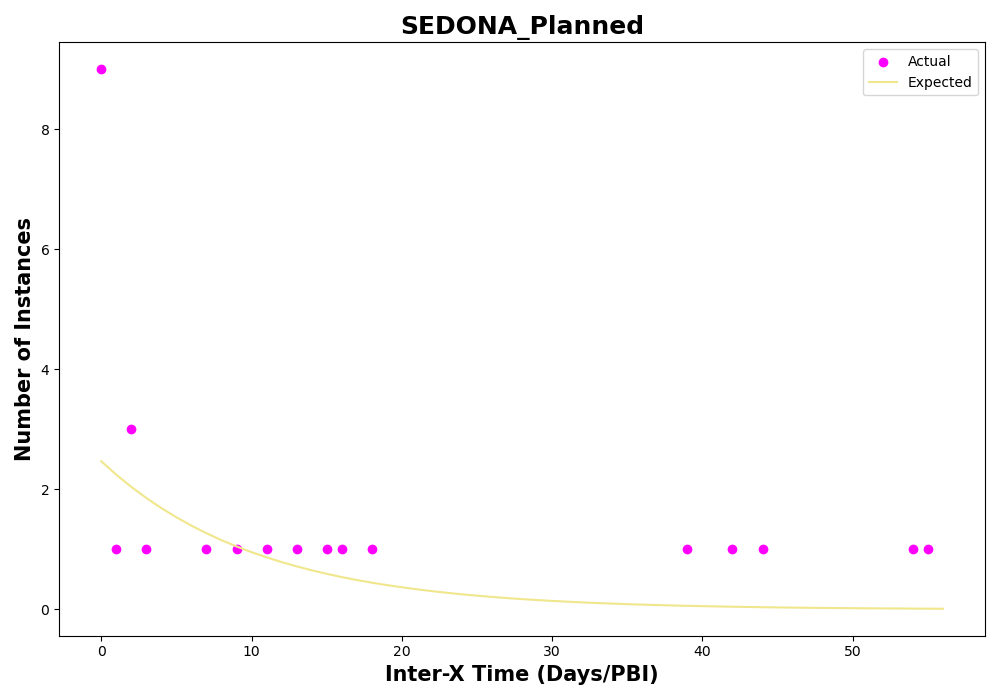 SEDONA_Planned
Actual
Expected
Number of Instances
8
6
4
2
0
0 10 20 30 40 50
Inter-X Time (Days/PBI)